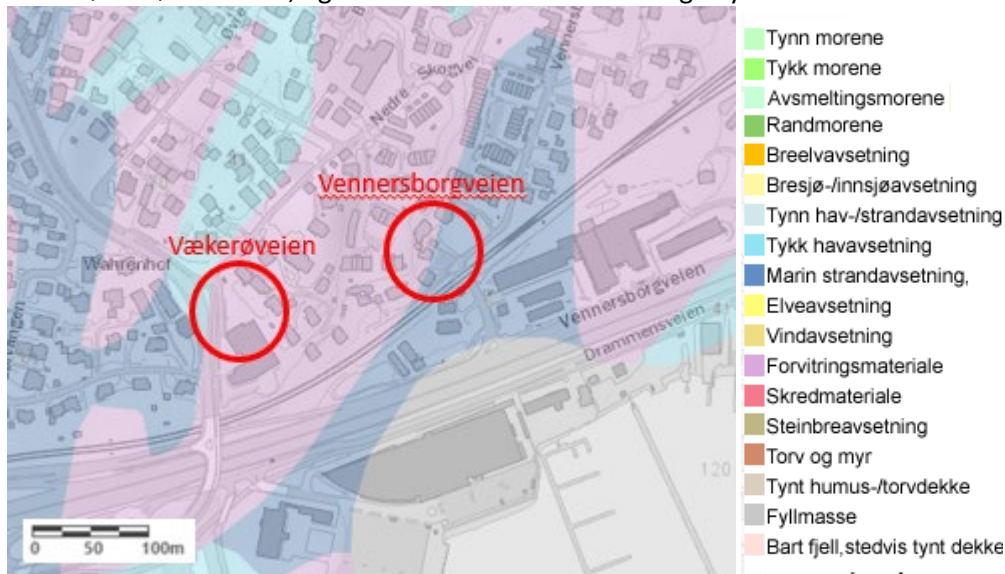 Skogve
Nedre
Vennersborgveien
Vækerøveien
Wahrenhof
Vennersborgveien
Drammensveien
120
0 50 100m
Tynn morene
Tykk morene
Avsmeltingsmorene
Randmorene
Breelvavsetning
Bresjø-/innsjøavsetning
Tynn hav-/strandavsetning
Tykk havavsetning
Marin strandavsetning,
Elveavsetning
Vindavsetning
Forvitringsmateriale
Skredmateriale
Steinbreavsetning
Torv og myr
Tynt humus-/torvdekke
Fyllmasse
Bart fjell,stedvis tynt dekke